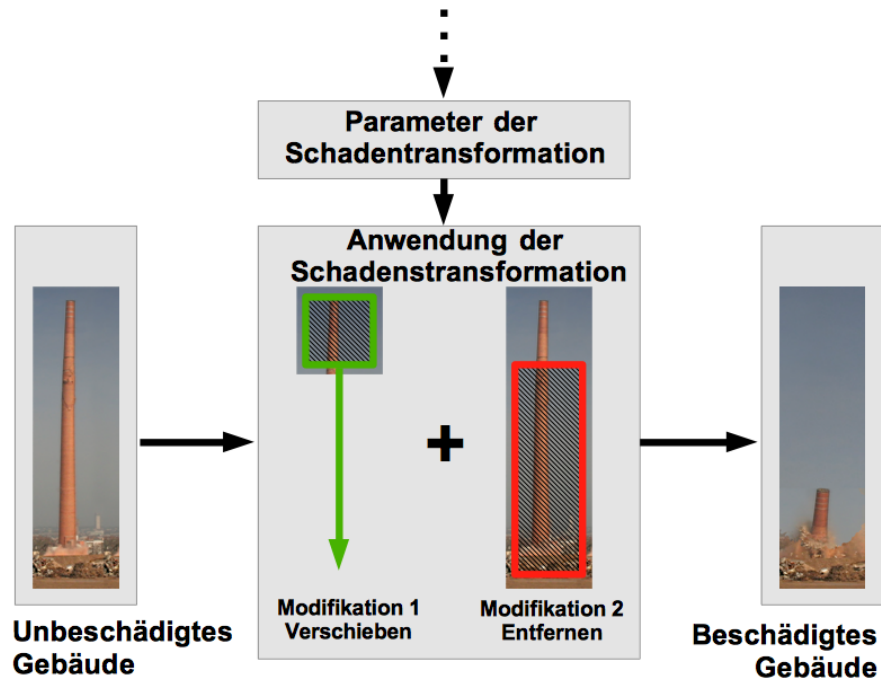 Parameter der
Schadentransformation
Anwendung der
Schadenstransformation
Modifikation 1
Verschieben
Modifikation 2
Entfernen
Unbeschädigtes
Gebäude
Beschädigtes
Gebäude